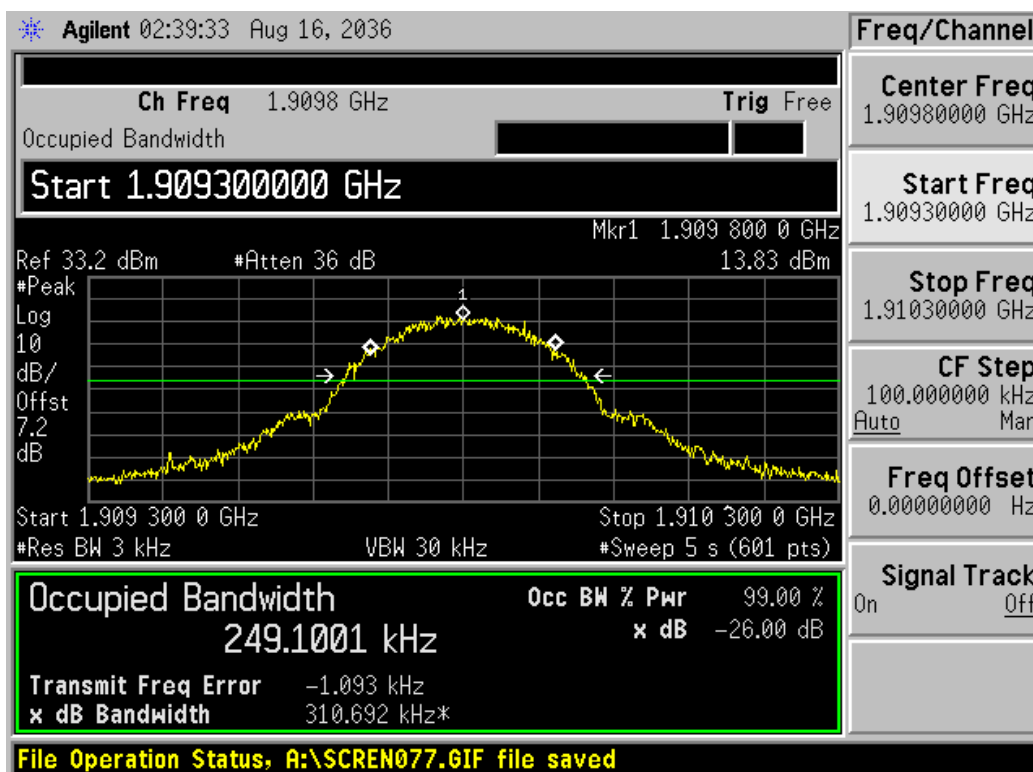 Agilent 02:39:33 Aug 16, 2036
Freq/Channel
Ch Freq 1.9098 GHz
Trig Free
Occupied Bandwidth
Start 1.909300000 GHz
Mkr1 1.909 800 0 GHz
Ref 33.2 dBm #Atten 36 dB 13.83 dBm
#Peak
Log
10
dB/
Offst
7.2
dB
1
Start 1.909 300 0 GHz Stop 1.910 300 0 GHz
#Res BW 3 kHz VBW 30 kHz #Sweep 5 s (601 pts)
Occupied Bandwidth
249.1001 kHz
Occ BW % Pwr 99.00 %
x dB -26.00 dB
Transmit Freq Error -1.093 kHz
x dB Bandwidth 310.692 kHz*
File Operation Status, A:\SCREN077.GIF file saved
Center Freq
1.90980000 GHz
Start Freq
1.90930000 GHz
Stop Freq
1.91030000 GHz
CF Step
100.000000 kHz
Auto Man
Freq Offset
0.00000000 Hz
Signal Track
On Off